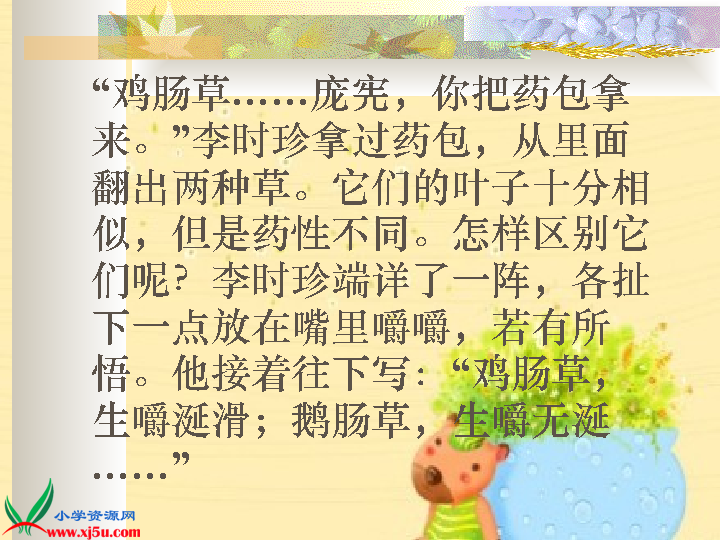 “鸡肠草……庞宪，你把药包拿
来。”李时珍拿过药包，从里面
翻出两种草。它们的叶子十分相
似，但是药性不同。怎样区别它
们呢？李时珍端详了一阵，各扯
下一点放在嘴里嚼嚼，若有所
悟。他接着往下写：“鸡肠草，
生嚼涎滑；鹅肠草，生嚼无涎
……”
小学资源网
www.xj5u.com